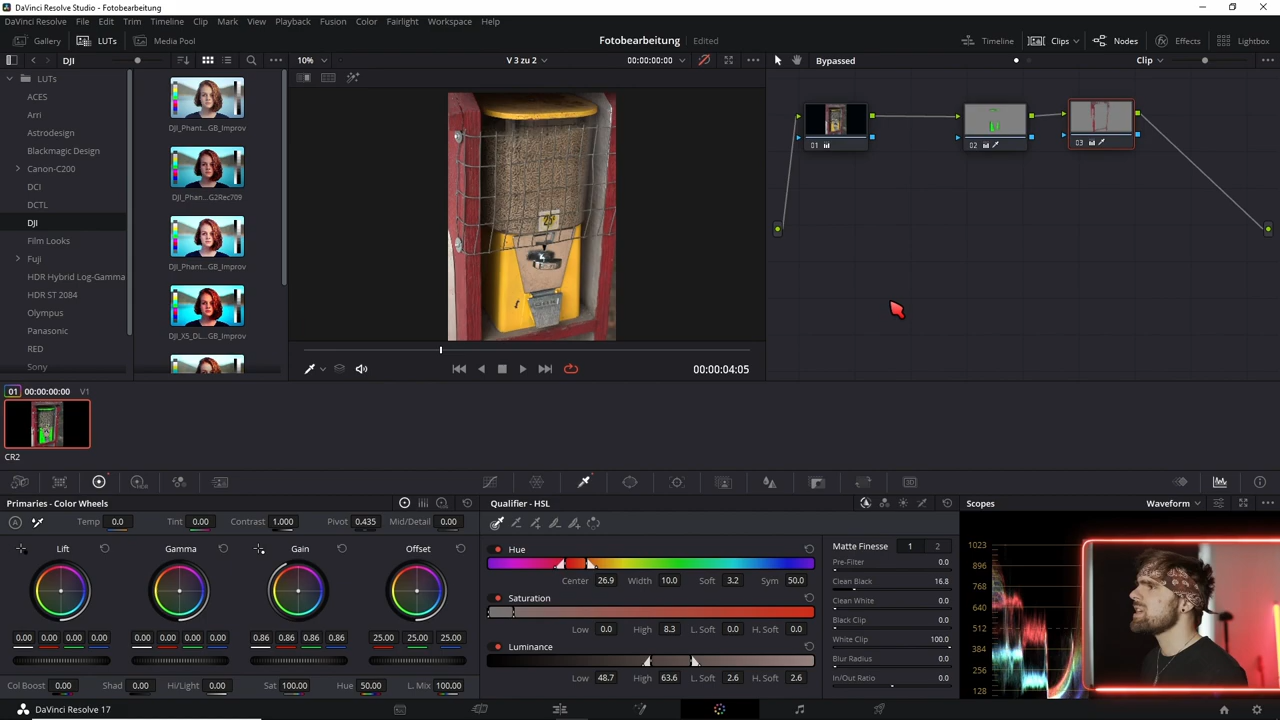 DaVinci Resolve Studio - Fotobearbeitung
DaVinci Resolve File Edit Trim Timeline Clip Mark View Playback Fusion Color Fairlight Workspace Help
Gallery LUTs Media Pool Fotobearbeitung Edited Timeline Clips Nodes Effects Lightbox
DJI 10% V 3 zu 2 00:00:00:00 Bypassed Clip
LUTs
ACES
Arri
Astrodesign
Blackmagic Design
Canon-C200
DCI
DCTL
DJI
Film Looks
Fuji
HDR Hybrid Log-Gamma
HDR ST 2084
Olympus
Panasonic
RED
Sony
DJI_Phant...GB_Improv
DJI_Phan...G2Rec709
DJI_Phant...GB_Improv
DJI_X5_DL...GB_Improv
01 02 03
00:00:04:05
01 00:00:00:00 V1
CR2
Primaries - Color Wheels Qualifier - HSL Scopes Waveform
Temp 0.0 Tint 0.00 Contrast 1.000 Pivot 0.435 Mid/Detail 0.00
Lift Gamma Gain Offset
0.00 0.00 0.00 0.00 0.00 0.00 0.00 0.00 0.86 0.86 0.86 0.86 25.00 25.00 25.00
Col Boost 0.00 Shad 0.00 Hi/Light 0.00 Sat 100.00 Hue 50.00 L. Mix 100.00
Hue
Center 26.9 Width 10.0 Soft 3.2 Sym 50.0
Saturation
Low 0.0 High 8.3 L. Soft 0.0 H. Soft 0.0
Luminance
Low 48.7 High 63.6 L. Soft 2.6 H. Soft 2.6
Matte Finesse 1 2
Pre-Filter 0.0
Clean Black 16.8
Clean White 0.0
Black Clip 0.0
White Clip 100.0
Blur Radius 0.0
In/Out Ratio 0.0
1023
896
768
640
512
384
256
128
DaVinci Resolve 17